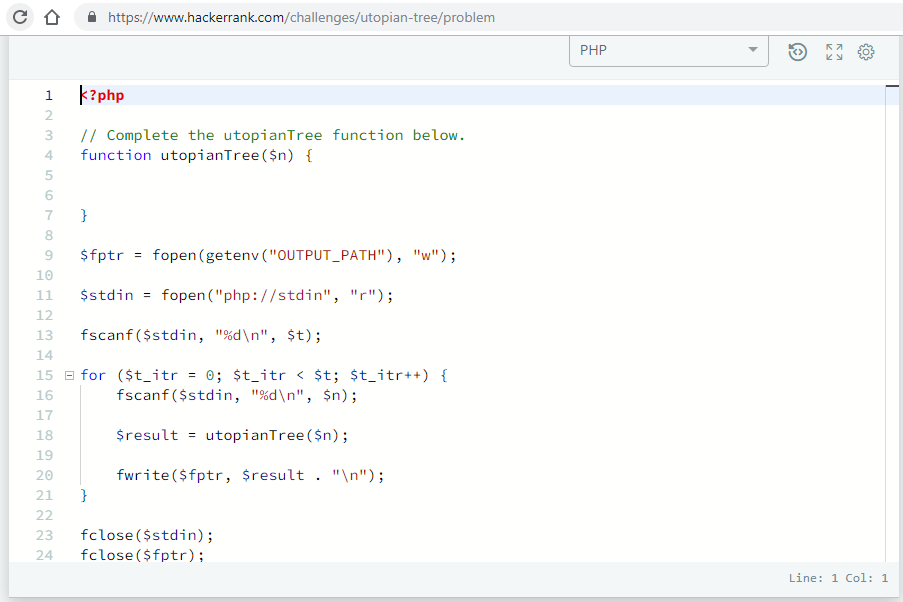 https://www.hackerrank.com/challenges/utopian-tree/problem
PHP
1 <?php
2
3 // Complete the utopianTree function below.
4 function utopianTree($n) {
5
6
7 }
8
9 $fptr = fopen(getenv("OUTPUT_PATH"), "w");
10
11 $stdin = fopen("php://stdin", "r");
12
13 fscanf($stdin, "%d\n", $t);
14
15 for ($t_itr = 0; $t_itr < $t; $t_itr++) {
16 fscanf($stdin, "%d\n", $n);
17
18 $result = utopianTree($n);
19
20 fwrite($fptr, $result . "\n");
21 }
22
23 fclose($stdin);
24 fclose($fptr);
Line: 1 Col: 1